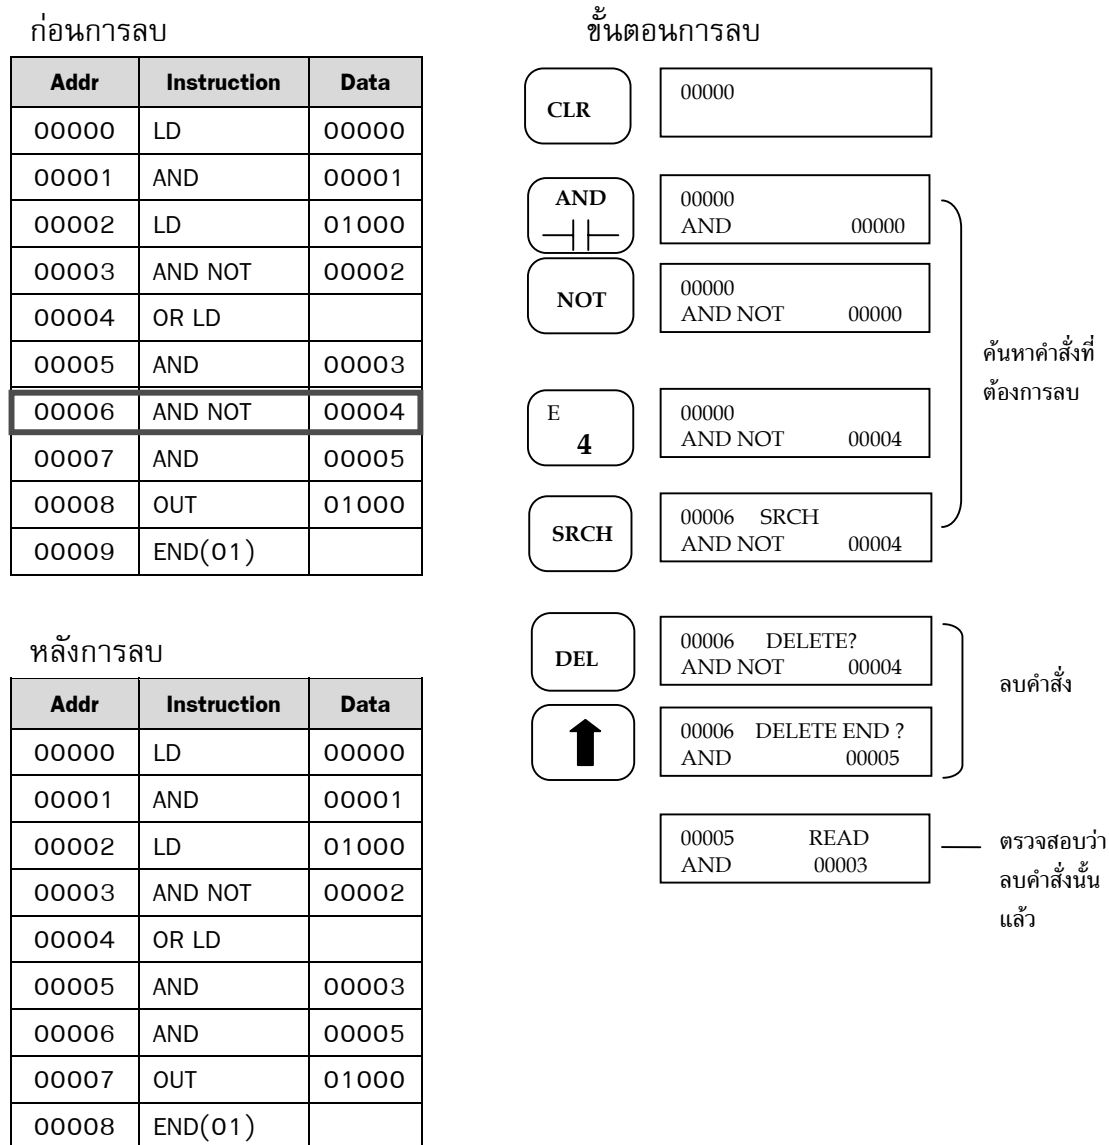 ก่อนการลบ
Addr Instruction Data
00000 LD 00000
00001 AND 00001
00002 LD 01000
00003 AND NOT 00002
00004 OR LD
00005 AND 00003
00006 AND NOT 00004
00007 AND 00005
00008 OUT 01000
00009 END(01)
หลังการลบ
Addr Instruction Data
00000 LD 00000
00001 AND 00001
00002 LD 01000
00003 AND NOT 00002
00004 OR LD
00005 AND 00003
00006 AND 00005
00007 OUT 01000
00008 END(01)
ขั้นตอนการลบ
CLR
00000
AND
00000
AND 00000
NOT
00000
AND NOT 00000
E
4
00000
AND NOT 00004
SRCH
00006 SRCH
AND NOT 00004
ค้นหาคำสั่งที่
ต้องการลบ
DEL
00006 DELETE?
AND NOT 00004
00006 DELETE END ?
AND 00005
ลบคำสั่ง
00005 READ
AND 00003
ตรวจสอบว่า
ลบคำสั่งนั้น
แล้ว